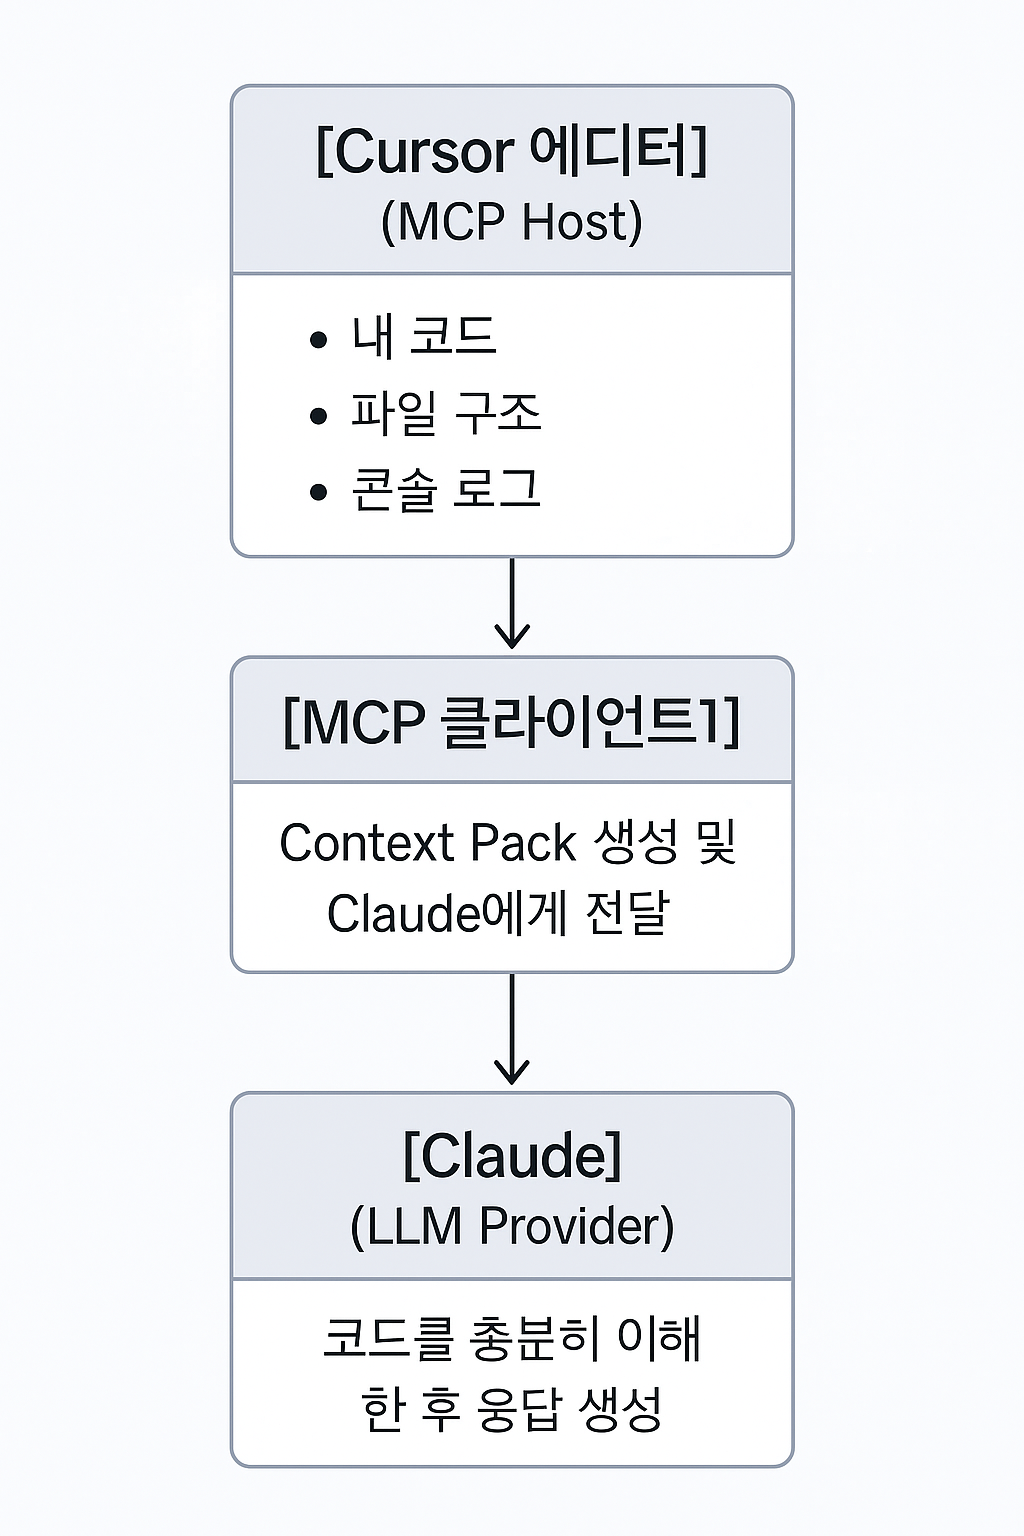 [Cursor 에디터]
(MCP Host)
• 내 코드
• 파일 구조
• 콘솔 로그
[MCP 클라이언트1]
Context Pack 생성 및
Claude에게 전달
[Claude]
(LLM Provider)
코드를 충분히 이해
한 후 웅답 생성